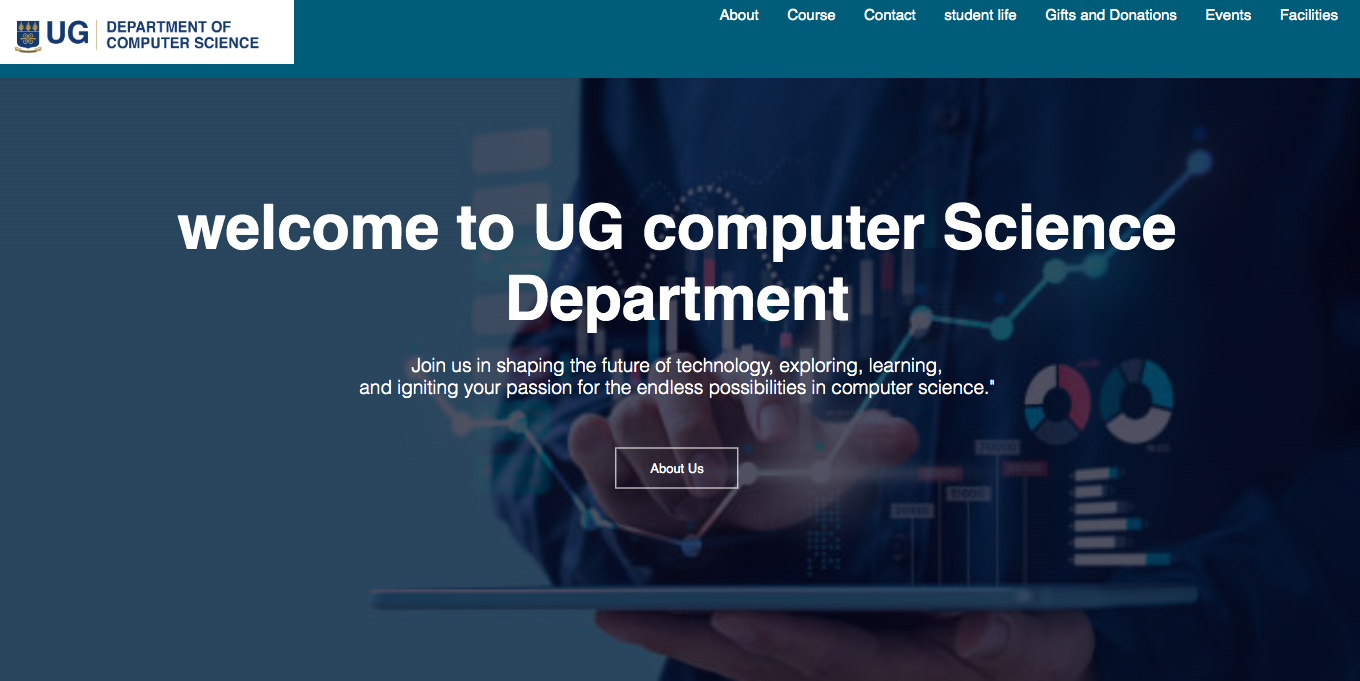 UG
DEPARTMENT OF
COMPUTER SCIENCE
About Course Contact student life Gifts and Donations Events Facilities
welcome to UG computer Science
Department
Join us in shaping the future of technology, exploring, learning,
and igniting your passion for the endless possibilities in computer science."
About Us